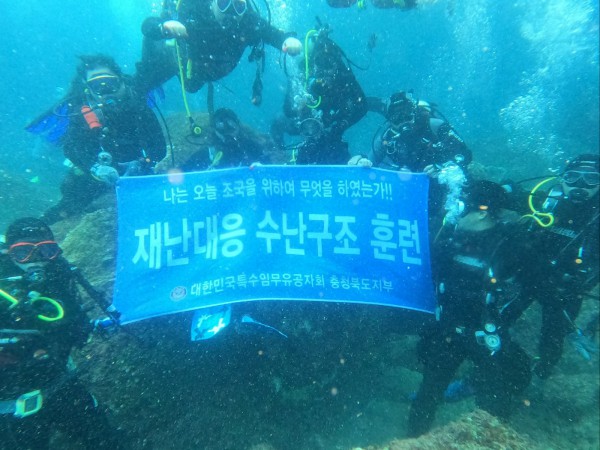 나는 오늘 조국을 위하여 무엇을 하였는가!!
재난대응 수난구조 훈련
대한민국특수임무유공자회 충청북도지부